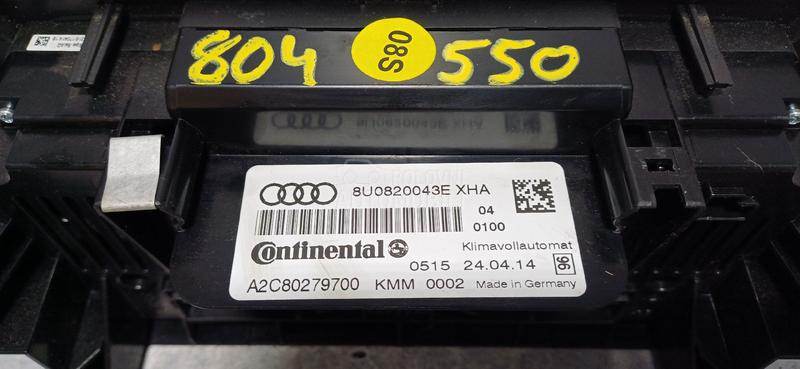 804 08S 550
8U0820043E XHA
04
0100
Continental
Klimavollautomat
0515 24.04.14
96
A2C80279700 KMM 0002 Made in Germany